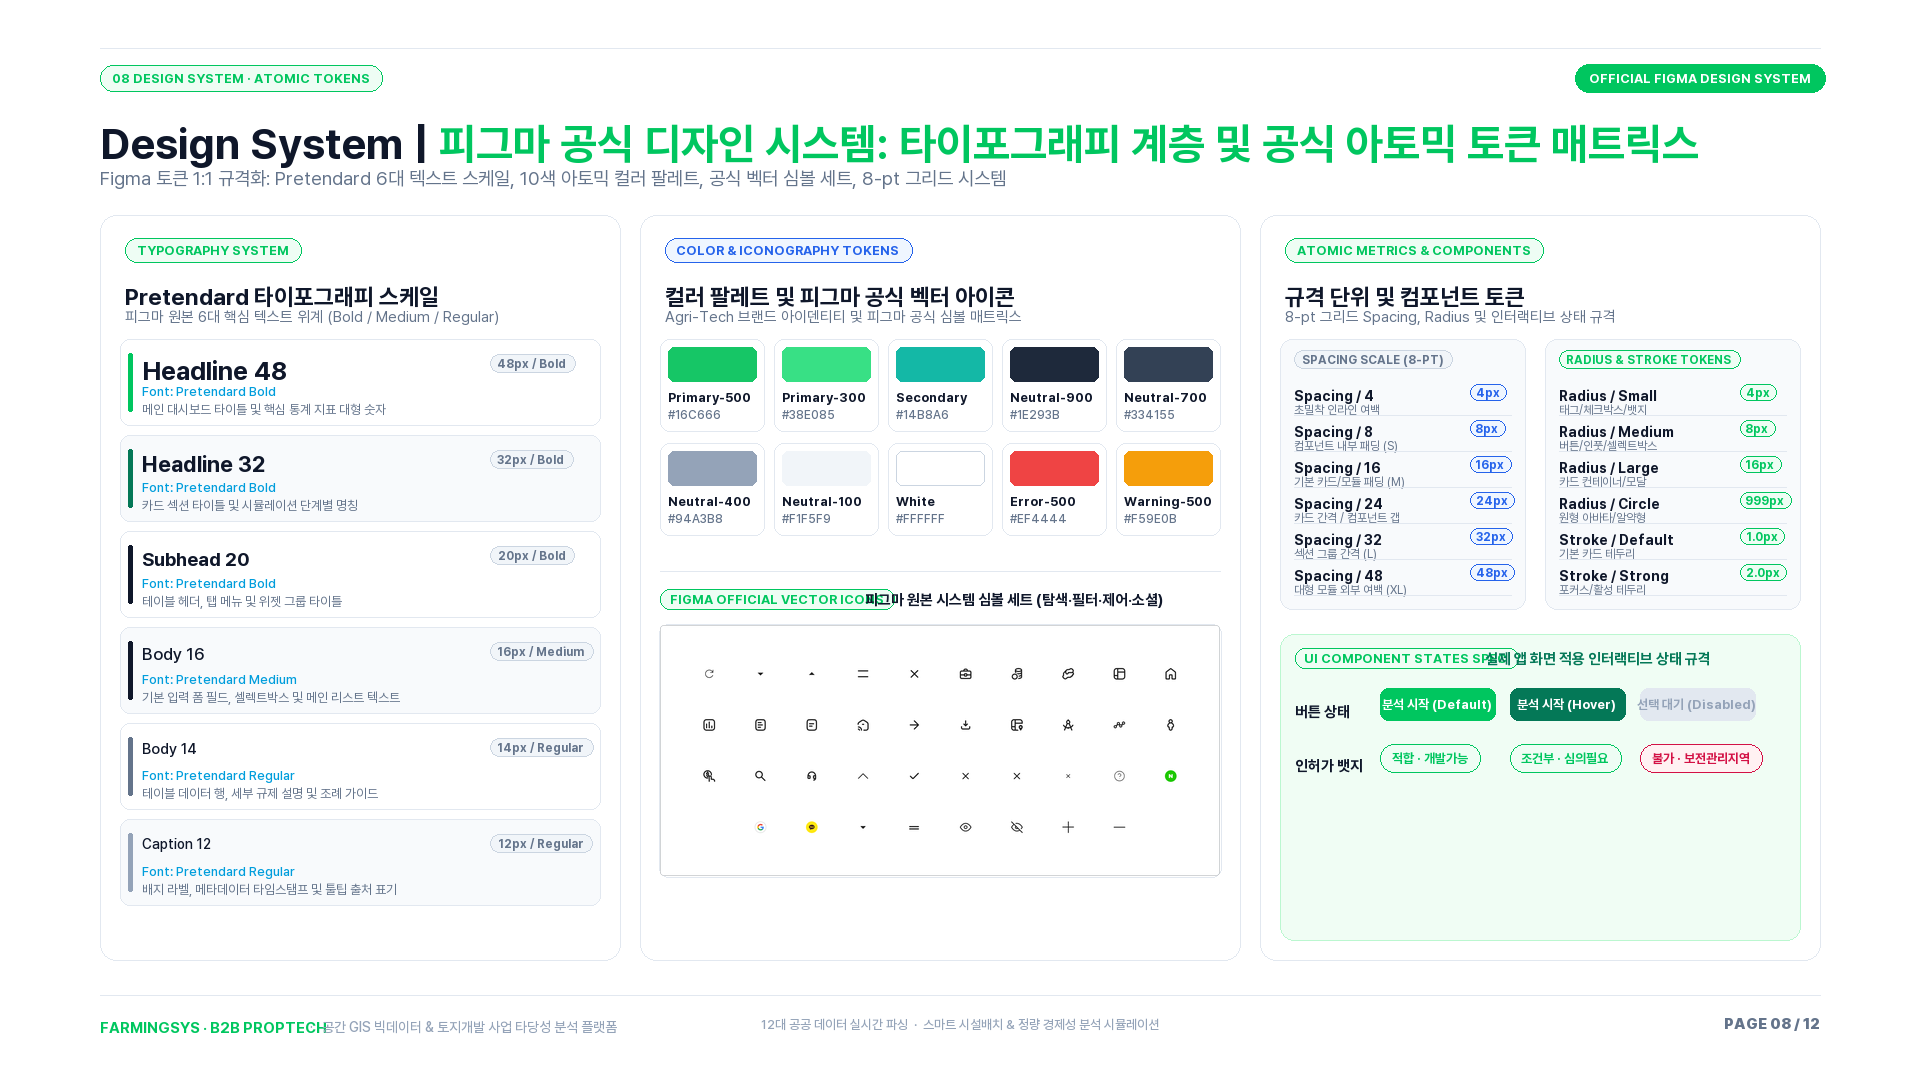 08 DESIGN SYSTEM · ATOMIC TOKENS
OFFICIAL FIGMA DESIGN SYSTEM
Design System | 피그마 공식 디자인 시스템: 타이포그래피 계층 및 공식 아토믹 토큰 매트릭스
Figma 토큰 1:1 규격화: Pretendard 6대 텍스트 스케일, 10색 아토믹 컬러 팔레트, 공식 벡터 심볼 세트, 8-pt 그리드 시스템
TYPOGRAPHY SYSTEM
Pretendard 타이포그래피 스케일
피그마 원본 6대 핵심 텍스트 위계 (Bold / Medium / Regular)
Headline 48
48px / Bold
Font: Pretendard Bold
메인 대시보드 타이틀 및 핵심 통계 지표 대형 숫자
Headline 32
32px / Bold
Font: Pretendard Bold
카드 섹션 타이틀 및 시뮬레이션 단계별 명칭
Subhead 20
20px / Bold
Font: Pretendard Bold
테이블 헤더, 탭 메뉴 및 위젯 그룹 타이틀
Body 16
16px / Medium
Font: Pretendard Medium
기본 입력 폼 필드, 셀렉트박스 및 메인 리스트 텍스트
Body 14
14px / Regular
Font: Pretendard Regular
테이블 데이터 행, 세부 규제 설명 및 조례 가이드
Caption 12
12px / Regular
Font: Pretendard Regular
배지 라벨, 메타데이터 타임스탬프 및 툴팁 출처 표기
COLOR & ICONOGRAPHY TOKENS
컬러 팔레트 및 피그마 공식 벡터 아이콘
Agri-Tech 브랜드 아이덴티티 및 피그마 공식 심볼 매트릭스
Primary-500
#16C666
Primary-300
#38E085
Secondary
#14B8A6
Neutral-900
#1E293B
Neutral-700
#334155
Neutral-400
#94A3B8
Neutral-100
#F1F5F9
White
#FFFFFF
Error-500
#EF4444
Warning-500
#F59E0B
FIGMA OFFICIAL VECTOR ICONS
피그마 원본 시스템 심볼 세트 (탐색·필터·제어·소셜)
ATOMIC METRICS & COMPONENTS
규격 단위 및 컴포넌트 토큰
8-pt 그리드 Spacing, Radius 및 인터랙티브 상태 규격
SPACING SCALE (8-PT)
Spacing / 4
4px
초밀착 인라인 여백
Spacing / 8
8px
컴포넌트 내부 패딩 (S)
Spacing / 16
16px
기본 카드/모듈 패딩 (M)
Spacing / 24
24px
카드 간격 / 컴포넌트 갭
Spacing / 32
32px
섹션 그룹 간격 (L)
Spacing / 48
48px
대형 모듈 외부 여백 (XL)
RADIUS & STROKE TOKENS
Radius / Small
4px
태그/체크박스/뱃지
Radius / Medium
8px
버튼/인풋/셀렉트박스
Radius / Large
16px
카드 컨테이너/모달
Radius / Circle
999px
원형 아바타/알약형
Stroke / Default
1.0px
기본 카드 테두리
Stroke / Strong
2.0px
포커스/활성 테두리
UI COMPONENT STATES
실제 앱 화면 적용 인터랙티브 상태 규격
버튼 상태
분석 시작 (Default)
분석 시작 (Hover)
선택 대기 (Disabled)
인허가 뱃지
적합 · 개발가능
조건부 · 심의필요
불가 · 보전관리지역
FARMINGSYS · B2B PROPTECH
공간 GIS 빅데이터 & 토지개발 사업 타당성 분석 플랫폼
12대 공공 데이터 실시간 파싱 · 스마트 시설배치 & 정량 경제성 분석 시뮬레이션
PAGE 08 / 12